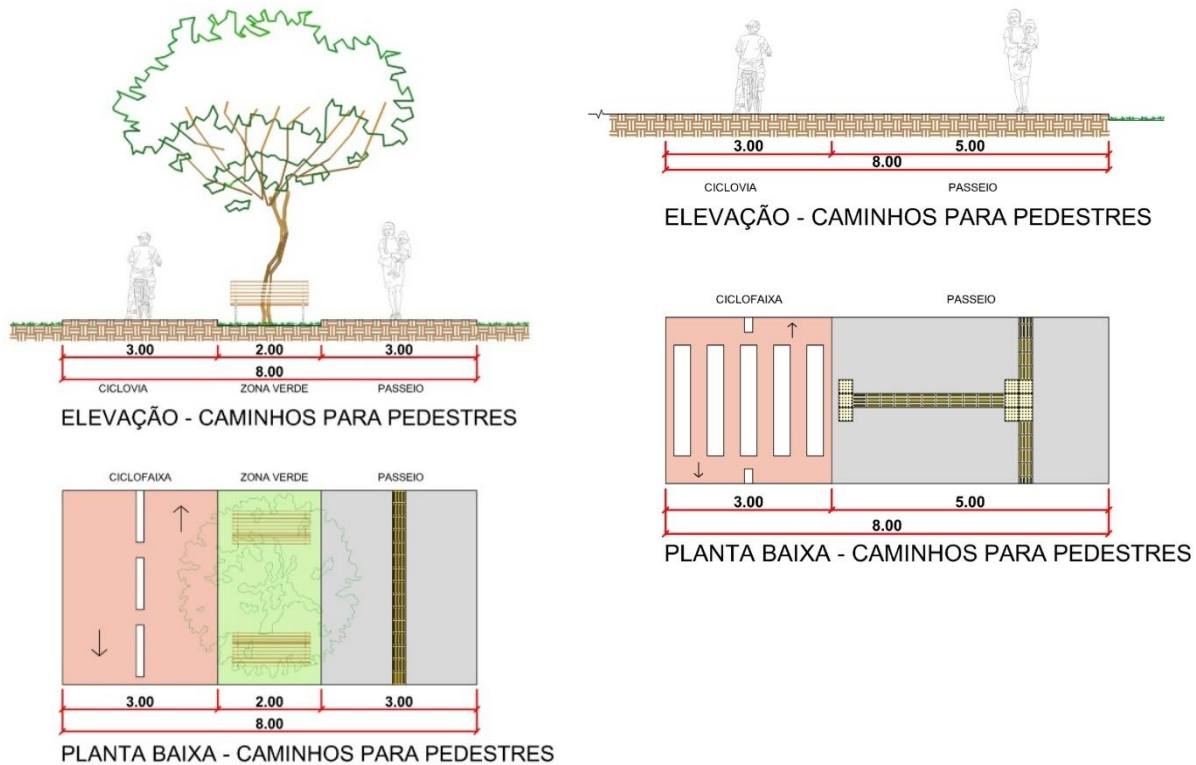 3.00 2.00 3.00
8.00
CICLOVIA ZONA VERDE PASSEIO
ELEVAÇÃO - CAMINHOS PARA PEDESTRES
CICLOFAIXA ZONA VERDE PASSEIO
3.00 2.00 3.00
8.00
PLANTA BAIXA - CAMINHOS PARA PEDESTRES
3.00 5.00
8.00
CICLOVIA PASSEIO
ELEVAÇÃO - CAMINHOS PARA PEDESTRES
CICLOFAIXA PASSEIO
3.00 5.00
8.00
PLANTA BAIXA - CAMINHOS PARA PEDESTRES